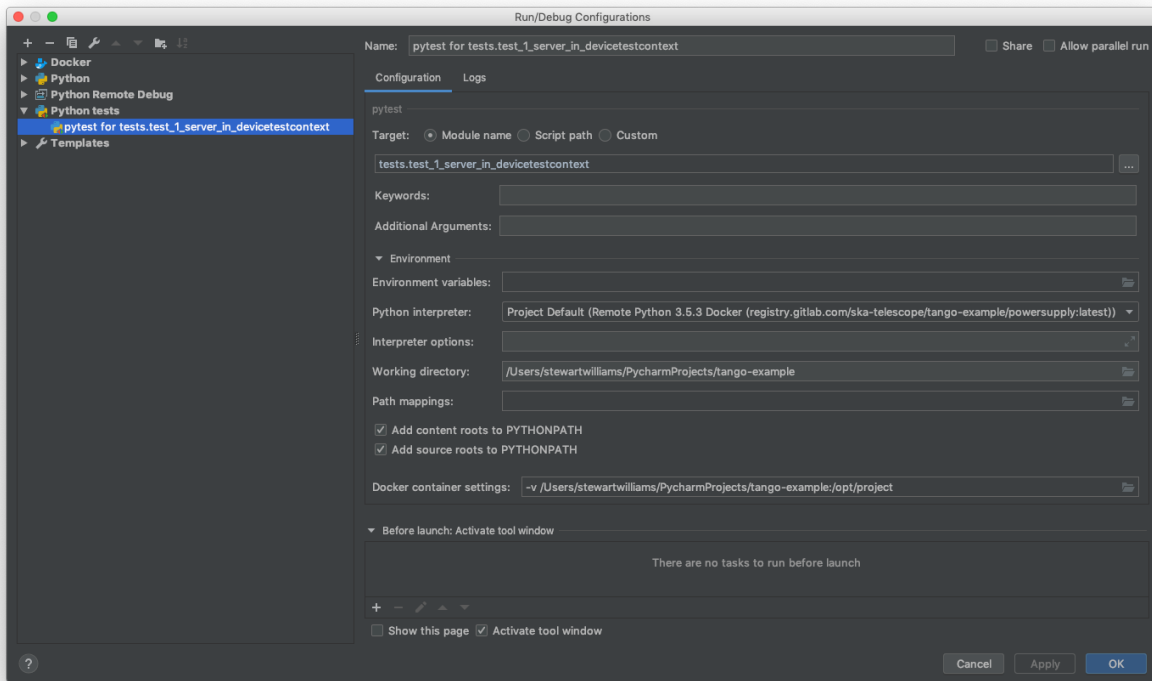 Run/Debug Configurations
Name: pytest for tests.test_1_server_in_devicetestcontext Share Allow parallel run
Docker
Python
Python Remote Debug
Python tests
pytest for tests.test_1_server_in_devicetestcontext
Templates
Configuration Logs
pytest
Target: Module name Script path Custom
tests.test_1_server_in_devicetestcontext ...
Keywords:
Additional Arguments:
Environment
Environment variables:
Python interpreter: Project Default (Remote Python 3.5.3 Docker (registry.gitlab.com/ska-telescope/tango-example/powersupply:latest))
Interpreter options:
Working directory: /Users/stewartwilliams/PycharmProjects/tango-example
Path mappings:
Add content roots to PYTHONPATH
Add source roots to PYTHONPATH
Docker container settings: -v /Users/stewartwilliams/PycharmProjects/tango-example:/opt/project
Before launch: Activate tool window
There are no tasks to run before launch
Show this page Activate tool window
? Cancel Apply OK